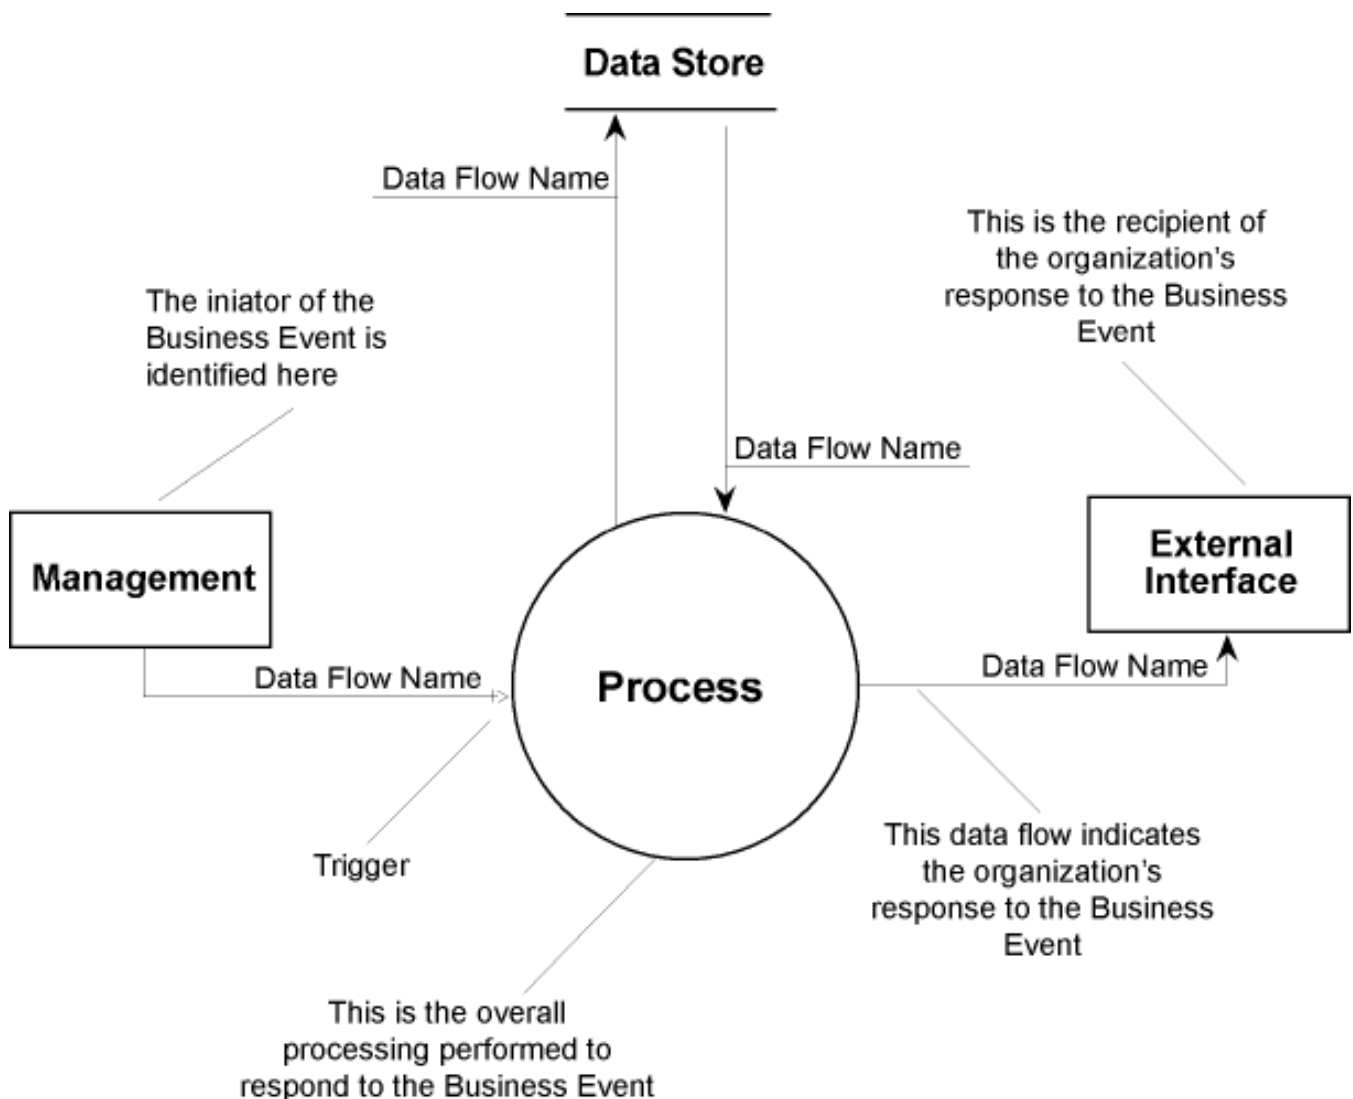 Data Store
Data Flow Name
This is the recipient of
the organization's
response to the Business
Event
The iniator of the
Business Event is
identified here
Data Flow Name
Management
External
Interface
Data Flow Name
Process
Data Flow Name
Trigger
This data flow indicates
the organization's
response to the Business
Event
This is the overall
processing performed to
respond to the Business Event